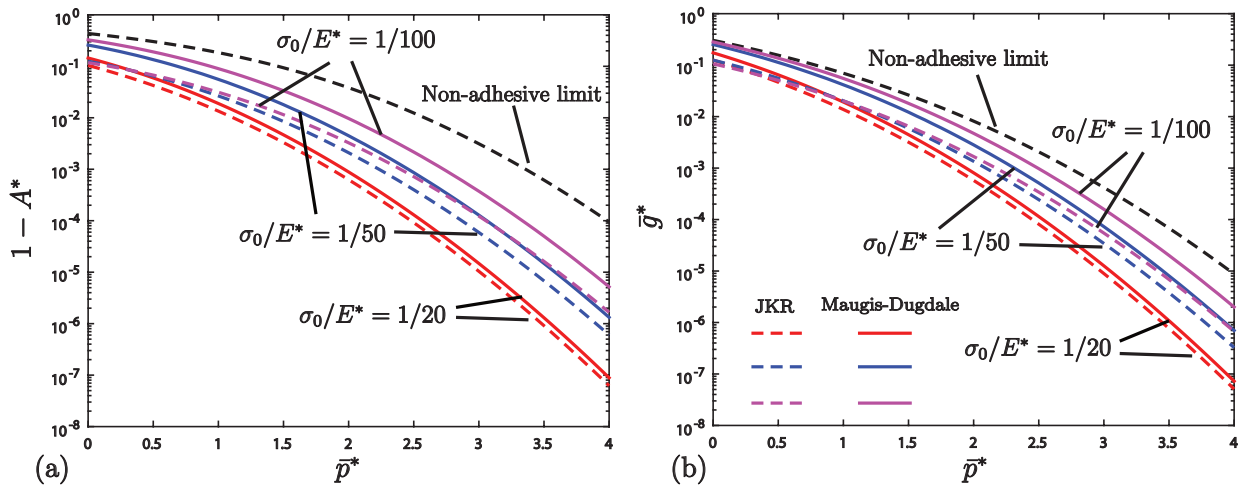 10^0
10^-1
10^-2
10^-3
10^-4
10^-5
10^-6
10^-7
10^-8
1 − A*
σ₀/E* = 1/100
Non-adhesive limit
σ₀/E* = 1/50
σ₀/E* = 1/20
0 0.5 1 1.5 2 2.5 3 3.5 4
(a)
p̄*
10^0
10^-1
10^-2
10^-3
10^-4
10^-5
10^-6
10^-7
10^-8
ḡ*
Non-adhesive limit
σ₀/E* = 1/100
σ₀/E* = 1/50
JKR Maugis-Dugdale
σ₀/E* = 1/20
0 0.5 1 1.5 2 2.5 3 3.5 4
(b)
p̄*